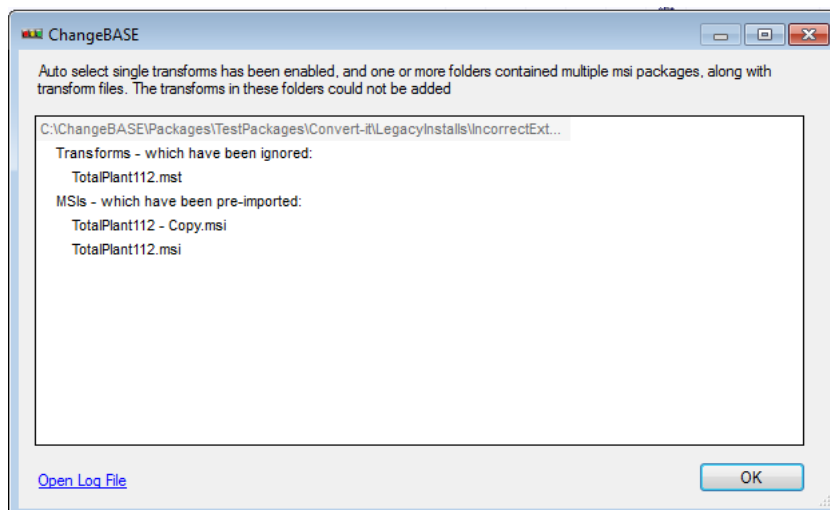 ChangeBASE
Auto select single transforms has been enabled, and one or more folders contained multiple msi packages, along with
transform files. The transforms in these folders could not be added
C:\ChangeBASE\Packages\TestPackages\Convert-it\LegacyInstalls\IncorrectExt...
Transforms - which have been ignored:
TotalPlant112.mst
MSIs - which have been pre-imported:
TotalPlant112 - Copy.msi
TotalPlant112.msi
Open Log File
OK